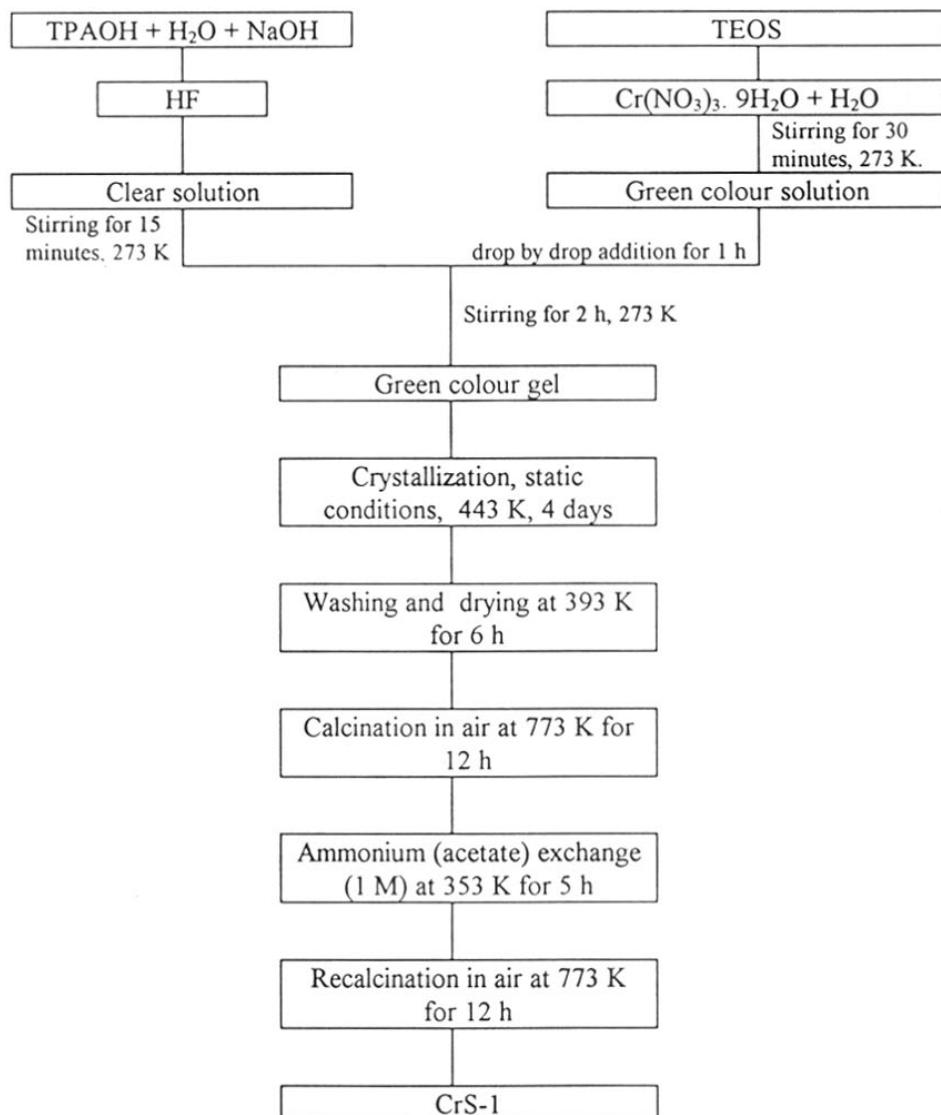 TPAOH + H₂O + NaOH
HF
Clear solution
Stirring for 15
minutes. 273 K
TEOS
Cr(NO₃)₃. 9H₂O + H₂O
Stirring for 30
minutes, 273 K.
Green colour solution
drop by drop addition for 1 h
Stirring for 2 h, 273 K
Green colour gel
Crystallization, static
conditions, 443 K, 4 days
Washing and drying at 393 K
for 6 h
Calcination in air at 773 K for
12 h
Ammonium (acetate) exchange
(1 M) at 353 K for 5 h
Recalcination in air at 773 K
for 12 h
CrS-1